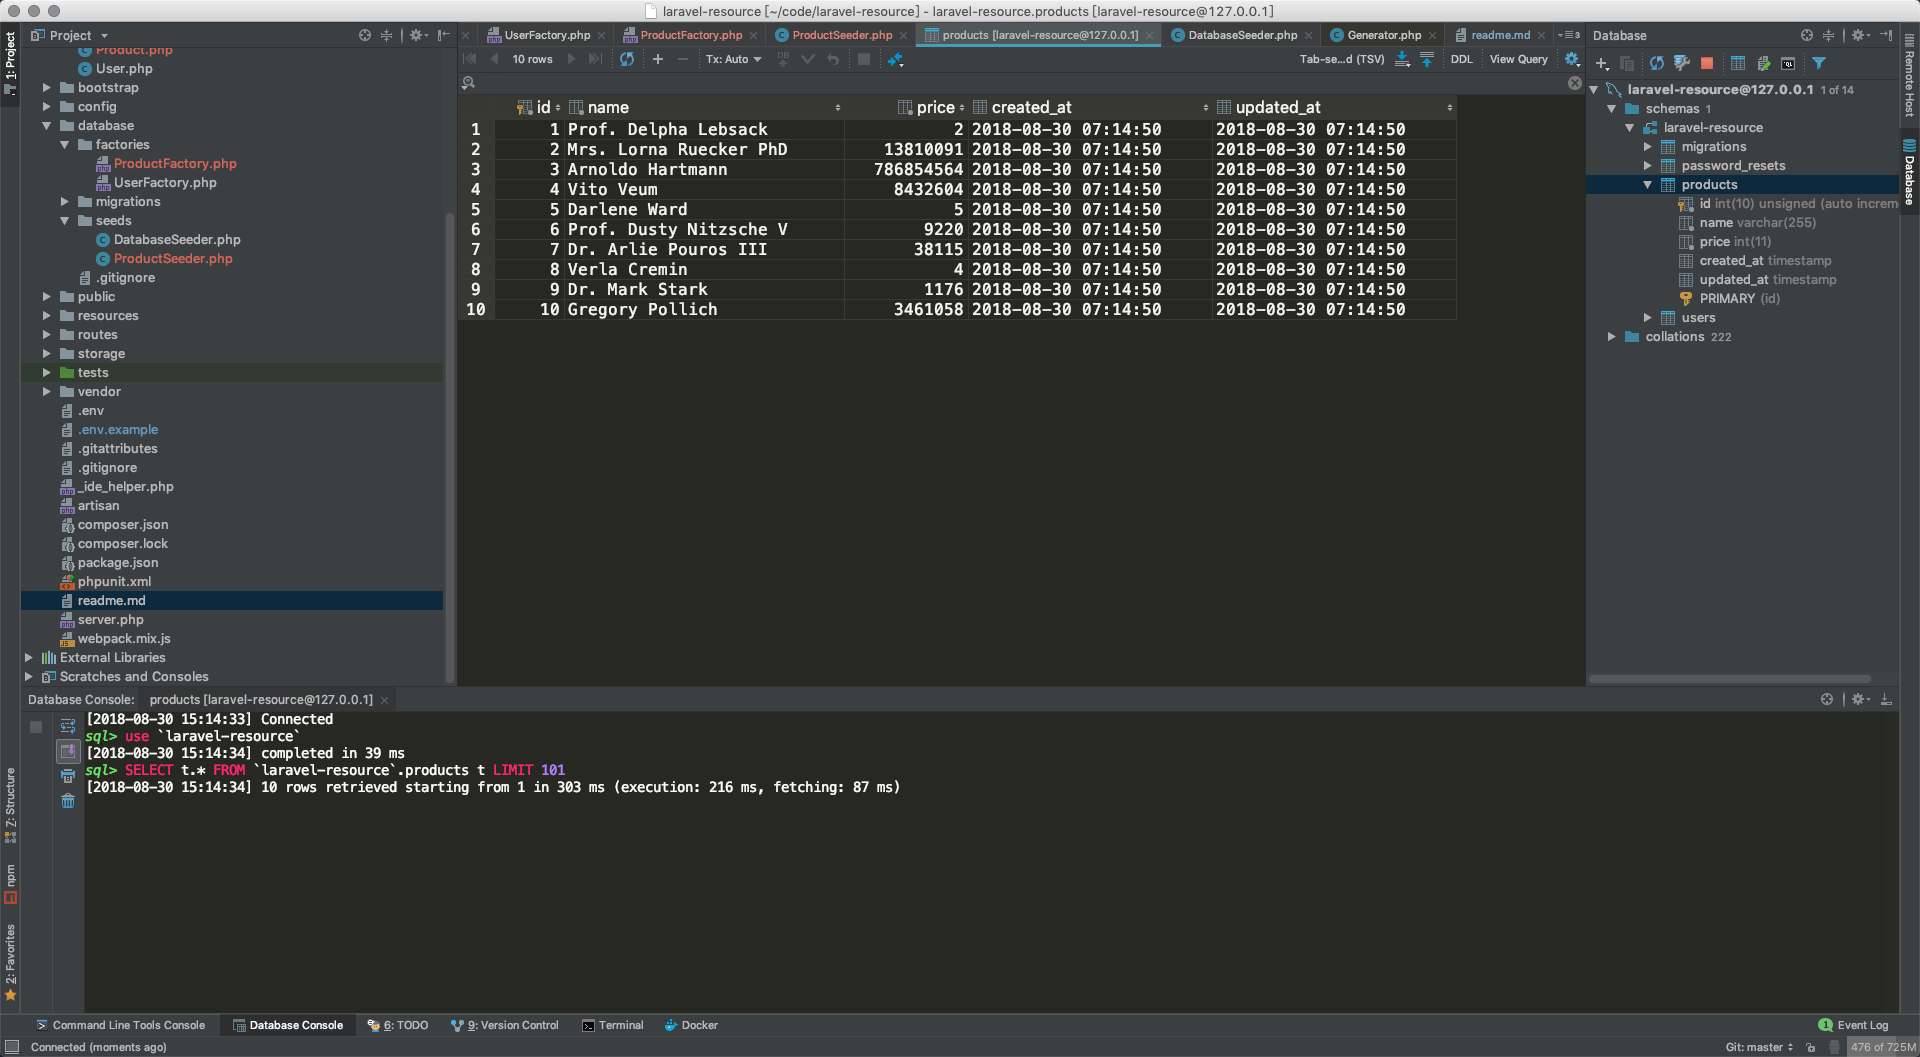 laravel-resource [~/code/laravel-resource] - laravel-resource.products [laravel-resource@127.0.0.1]
1: Project
Project
Product.php
User.php
bootstrap
config
database
factories
ProductFactory.php
UserFactory.php
migrations
seeds
DatabaseSeeder.php
ProductSeeder.php
.gitignore
public
resources
routes
storage
tests
vendor
.env
.env.example
.gitattributes
.gitignore
_ide_helper.php
artisan
composer.json
composer.lock
package.json
phpunit.xml
readme.md
server.php
webpack.mix.js
External Libraries
Scratches and Consoles
UserFactory.php ProductFactory.php ProductSeeder.php products [laravel-resource@127.0.0.1] DatabaseSeeder.php Generator.php readme.md 3
10 rows Tx: Auto DB Tab-se...d (TSV) DDL View Query
id name price created_at updated_at
1 1 Prof. Delpha Lebsack 2 2018-08-30 07:14:50 2018-08-30 07:14:50
2 2 Mrs. Lorna Ruecker PhD 13810091 2018-08-30 07:14:50 2018-08-30 07:14:50
3 3 Arnoldo Hartmann 786854564 2018-08-30 07:14:50 2018-08-30 07:14:50
4 4 Vito Veum 8432604 2018-08-30 07:14:50 2018-08-30 07:14:50
5 5 Darlene Ward 5 2018-08-30 07:14:50 2018-08-30 07:14:50
6 6 Prof. Dusty Nitzsche V 9220 2018-08-30 07:14:50 2018-08-30 07:14:50
7 7 Dr. Arlie Pouros III 38115 2018-08-30 07:14:50 2018-08-30 07:14:50
8 8 Verla Cremin 4 2018-08-30 07:14:50 2018-08-30 07:14:50
9 9 Dr. Mark Stark 1176 2018-08-30 07:14:50 2018-08-30 07:14:50
10 10 Gregory Pollich 3461058 2018-08-30 07:14:50 2018-08-30 07:14:50
Database
QL
laravel-resource@127.0.0.1 1 of 14
schemas 1
laravel-resource
migrations
password_resets
products
id int(10) unsigned (auto increm
name varchar(255)
price int(11)
created_at timestamp
updated_at timestamp
PRIMARY (id)
users
collations 222
Remote Host
Database
Database Console: products [laravel-resource@127.0.0.1]
[2018-08-30 15:14:33] Connected
sql> use `laravel-resource`
[2018-08-30 15:14:34] completed in 39 ms
sql> SELECT t.* FROM `laravel-resource`.products t LIMIT 101
[2018-08-30 15:14:34] 10 rows retrieved starting from 1 in 303 ms (execution: 216 ms, fetching: 87 ms)
Z: Structure
npm
2: Favorites
Command Line Tools Console Database Console 6: TODO 9: Version Control Terminal Docker 1 Event Log
Connected (moments ago) Git: master 476 of 725M